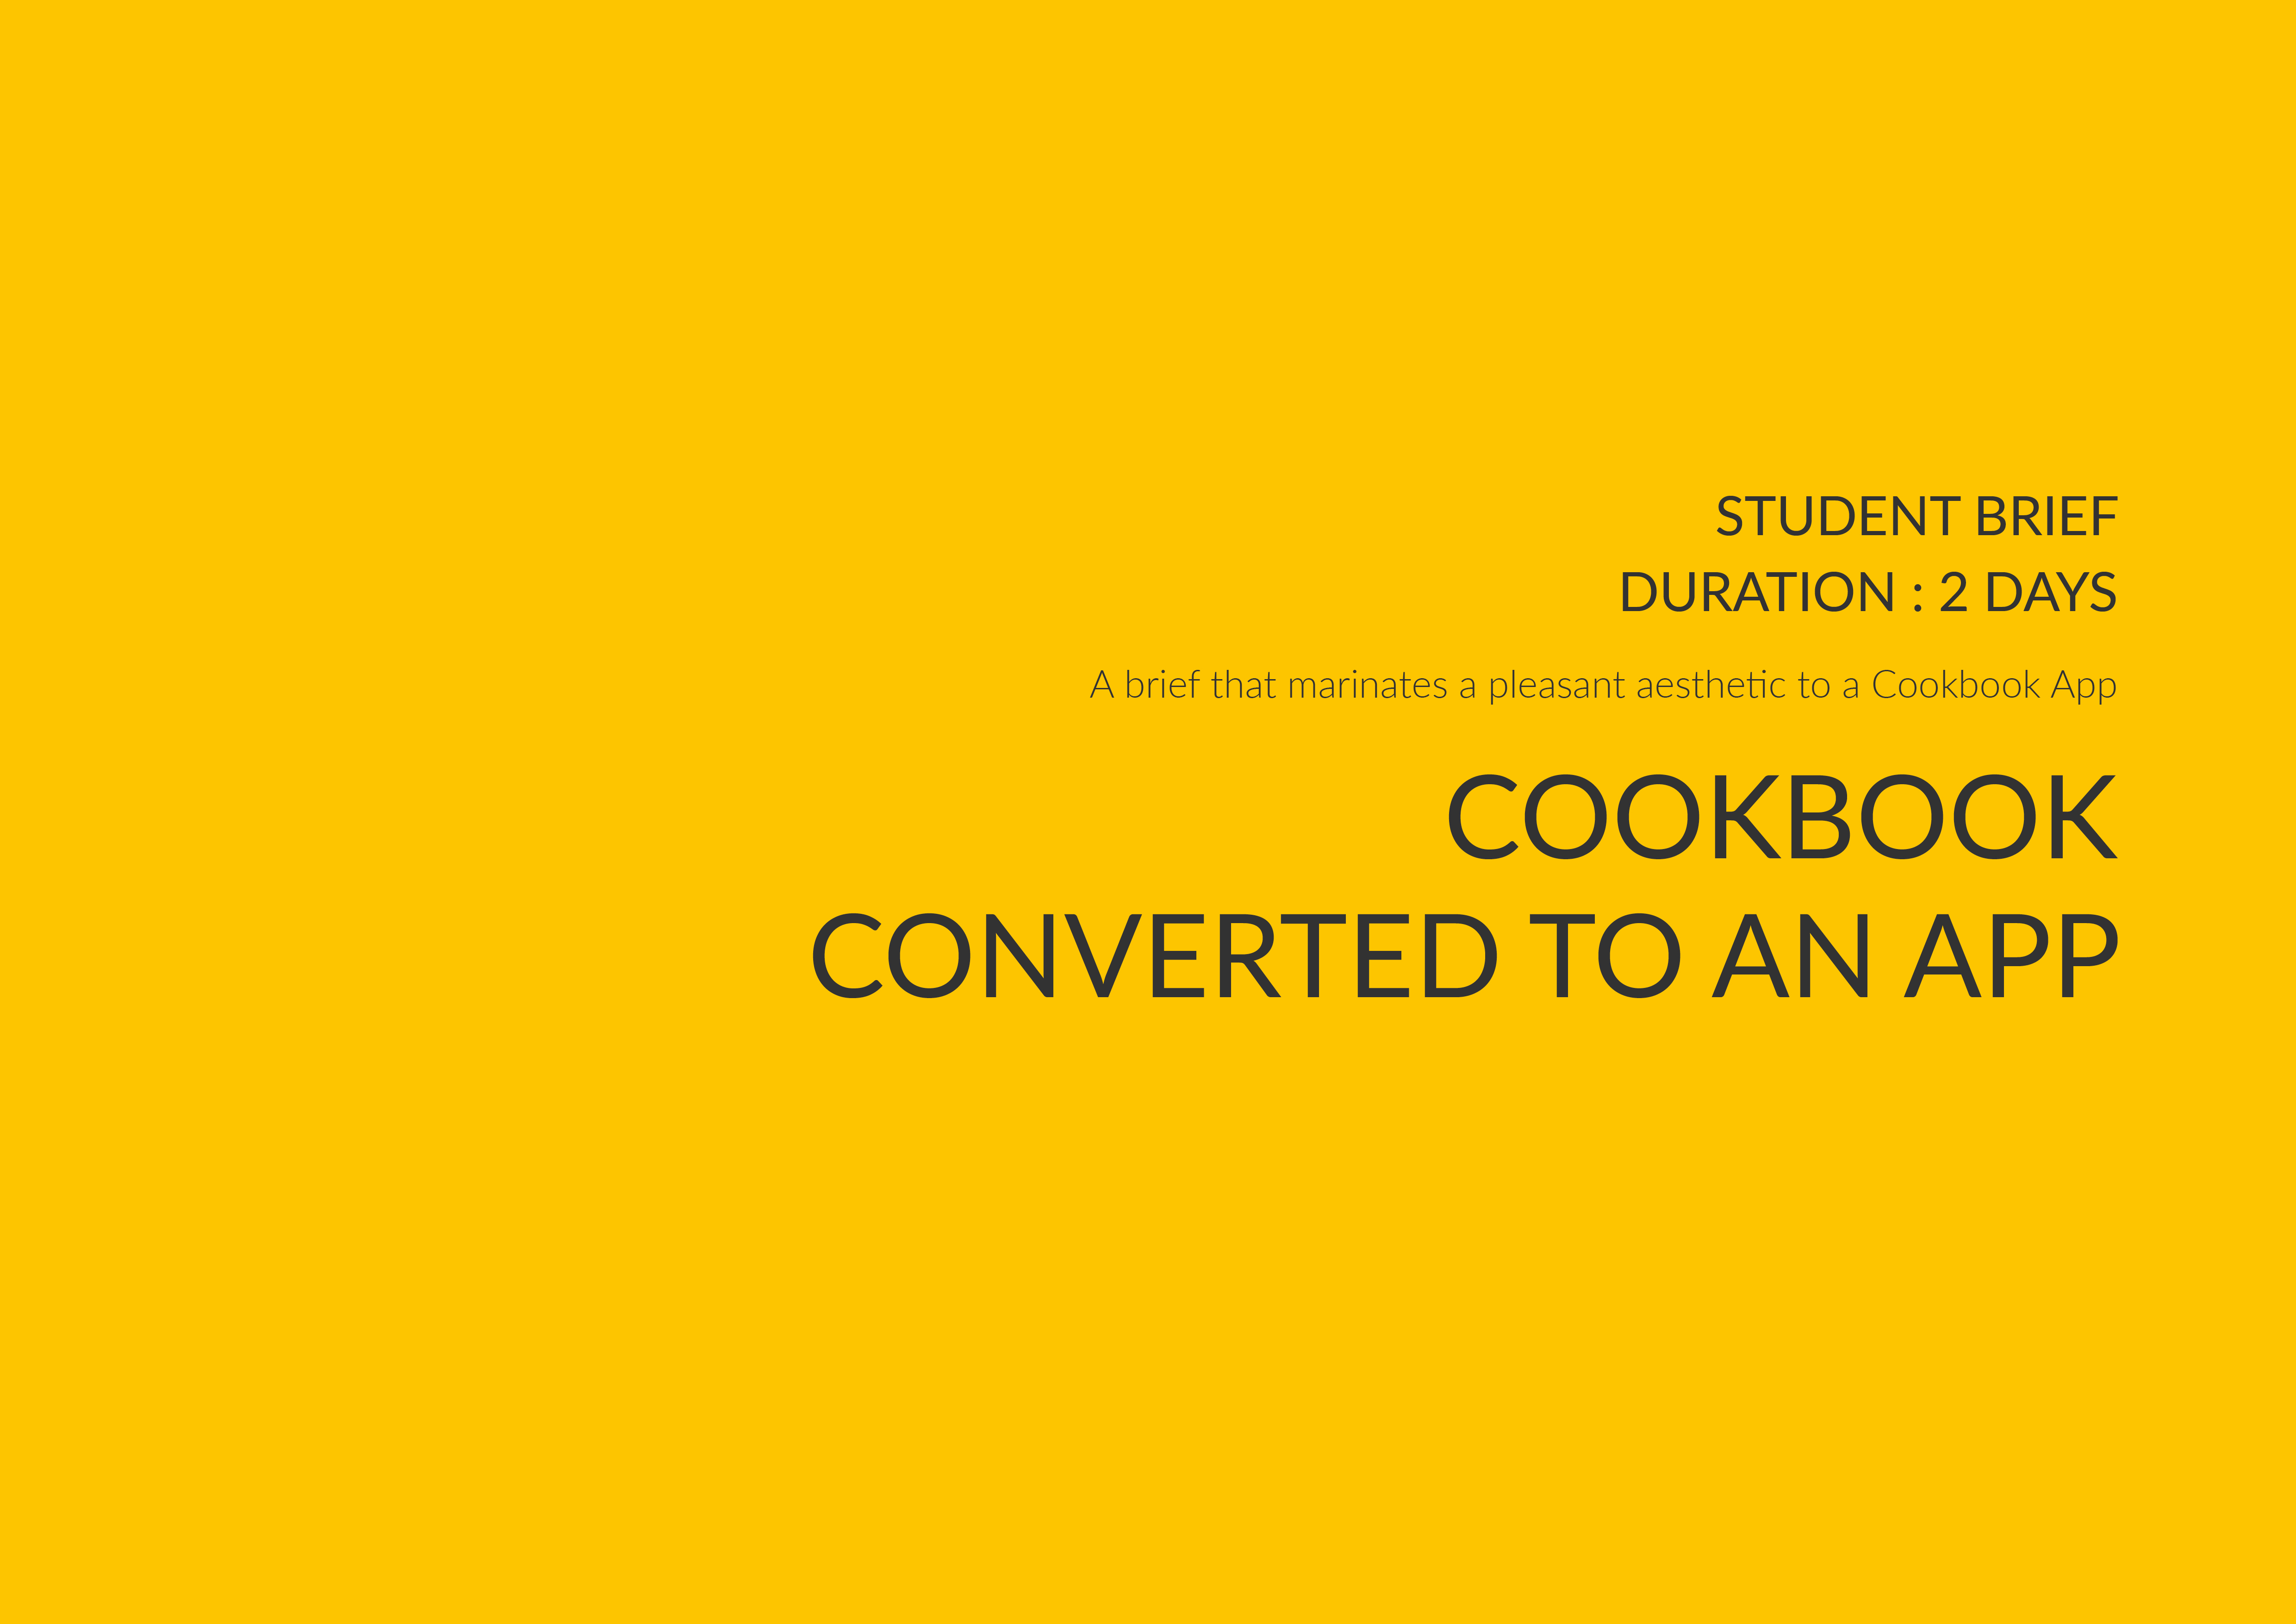 STUDENT BRIEF
DURATION : 2 DAYS
A brief that marinates a pleasant aesthetic to a Cookbook App
COOKBOOK
CONVERTED TO AN APP